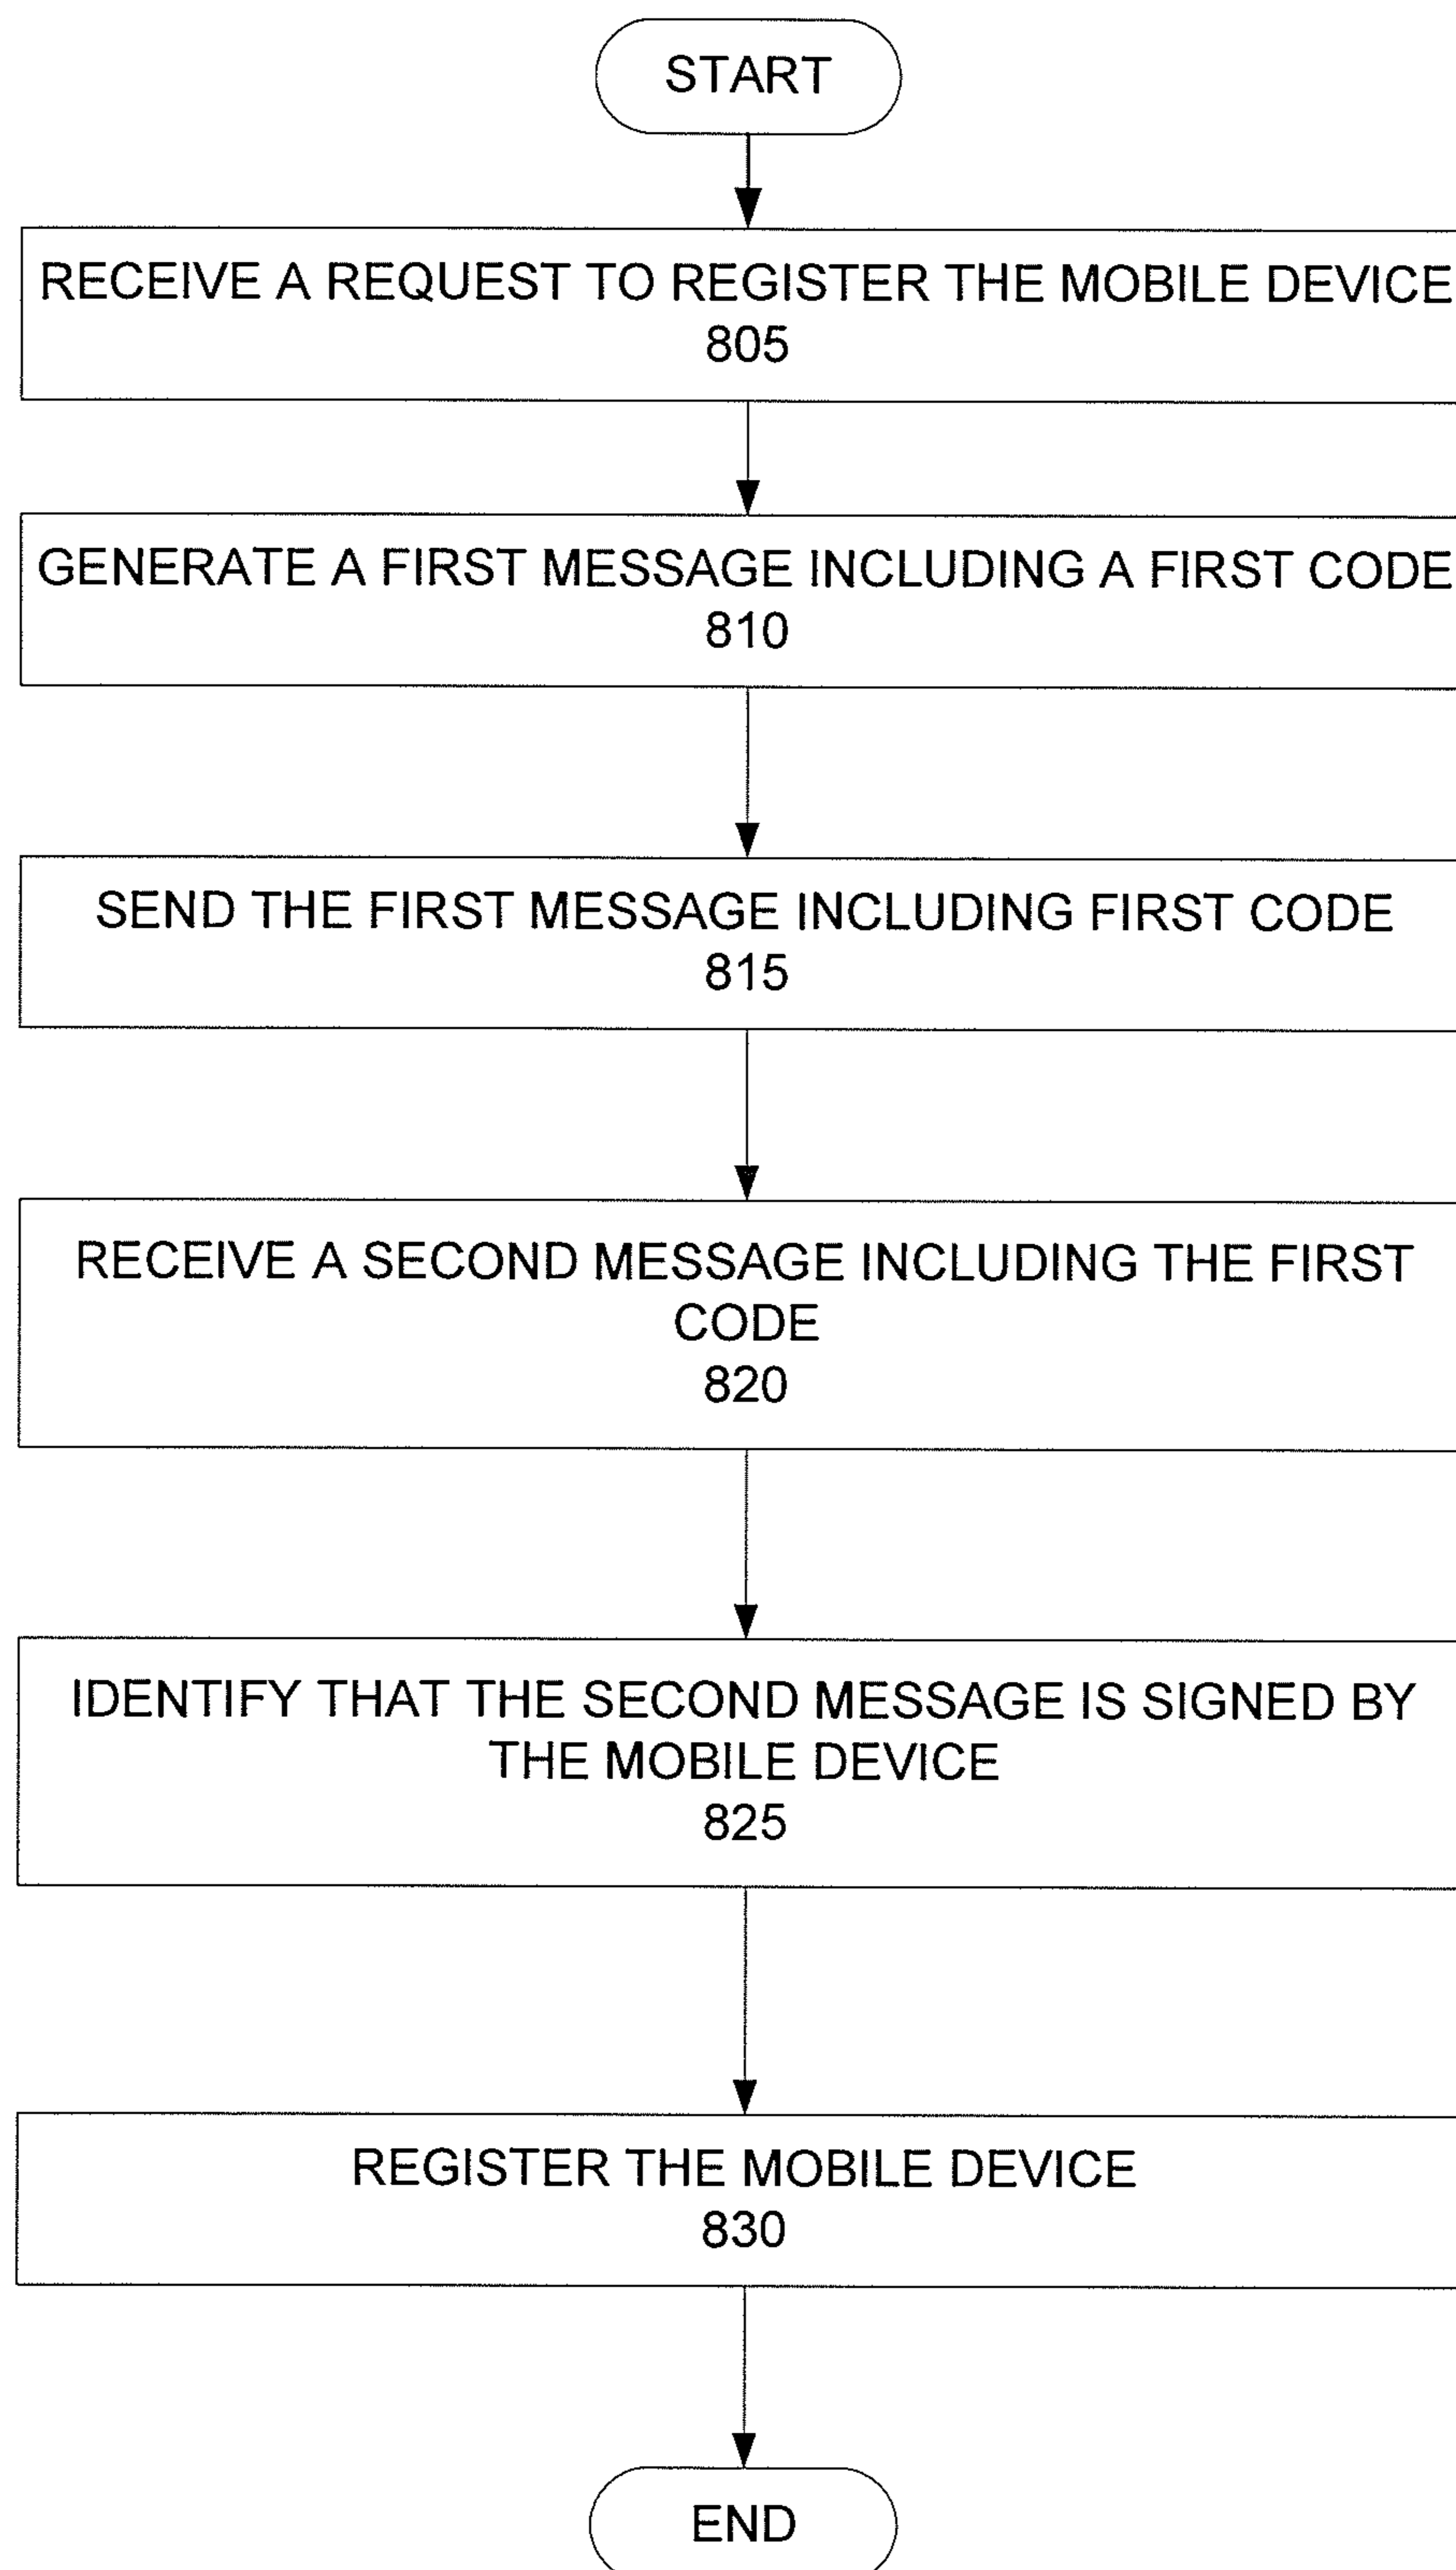 START
RECEIVE A REQUEST TO REGISTER THE MOBILE DEVICE
805
GENERATE A FIRST MESSAGE INCLUDING A FIRST CODE
810
SEND THE FIRST MESSAGE INCLUDING FIRST CODE
815
RECEIVE A SECOND MESSAGE INCLUDING THE FIRST
CODE
820
IDENTIFY THAT THE SECOND MESSAGE IS SIGNED BY
THE MOBILE DEVICE
825
REGISTER THE MOBILE DEVICE
830
END